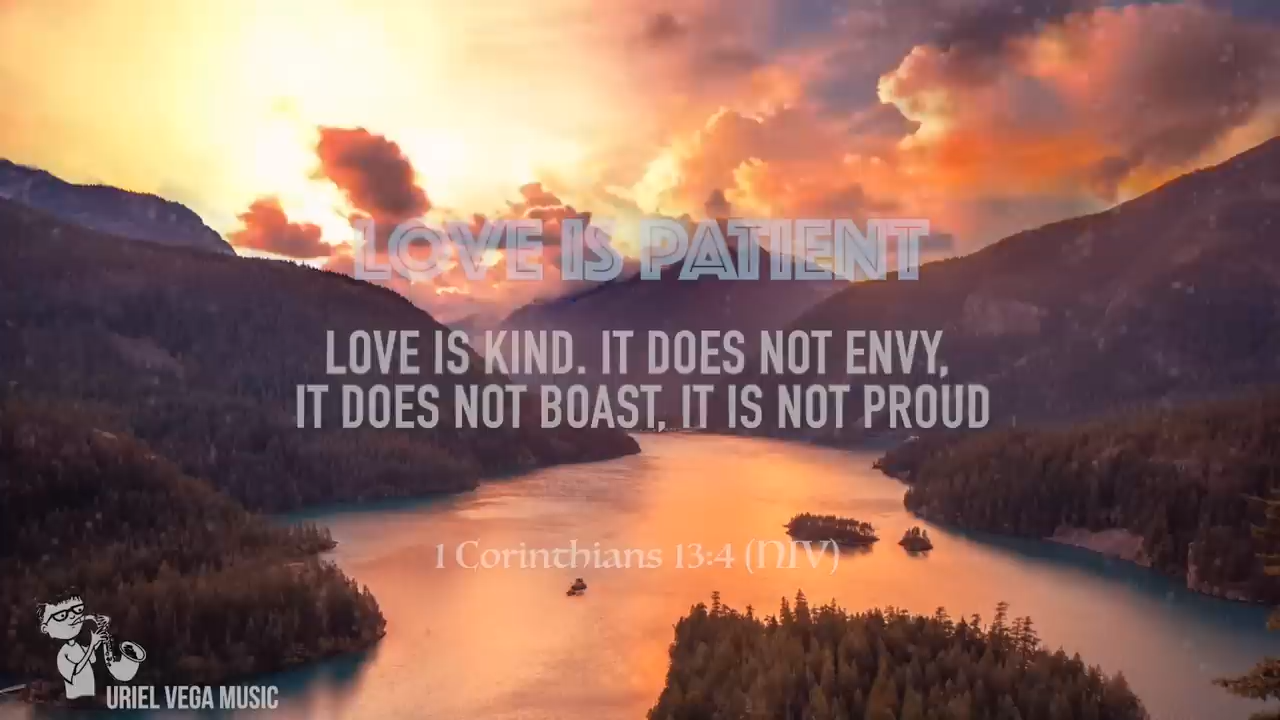 LOVE IS PATIENT
LOVE IS KIND. IT DOES NOT ENVY,
IT DOES NOT BOAST, IT IS NOT PROUD
1 Corinthians 13:4 (NIV)
URIEL VEGA MUSIC